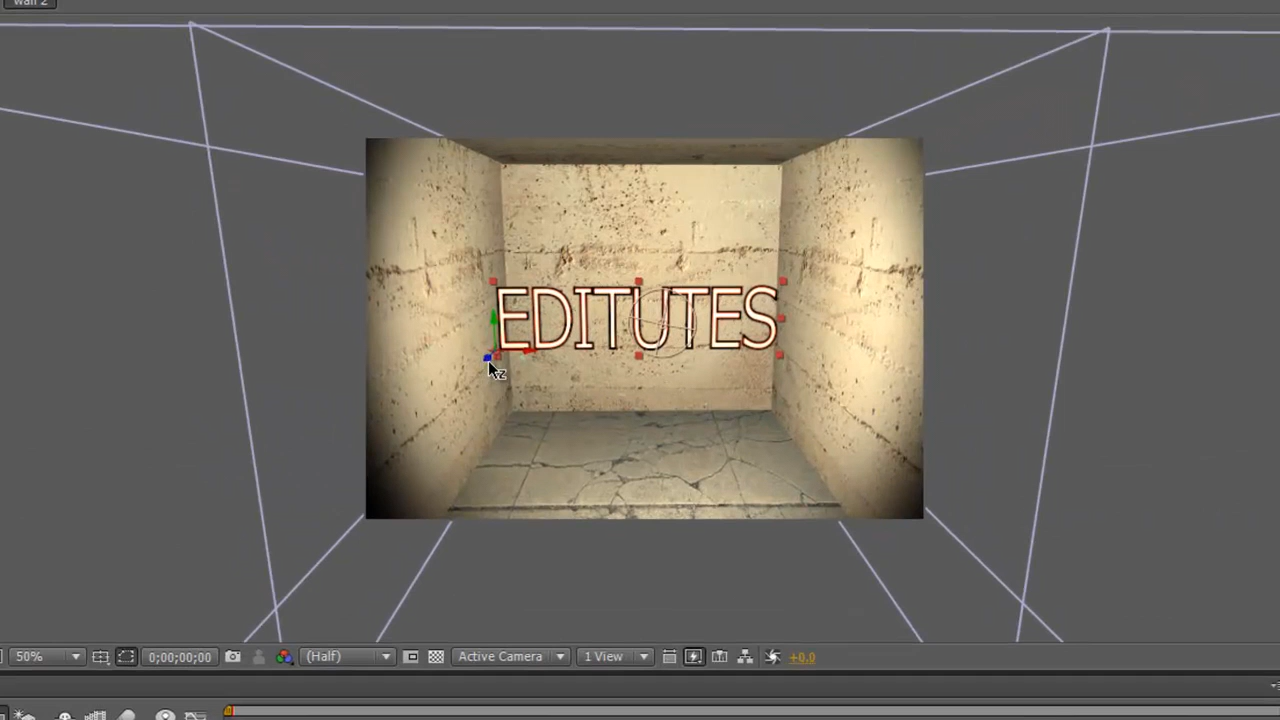 wall 2
EDITUTES
z
50%
0;00;00;00
(Half)
Active Camera
1 View
+0.0